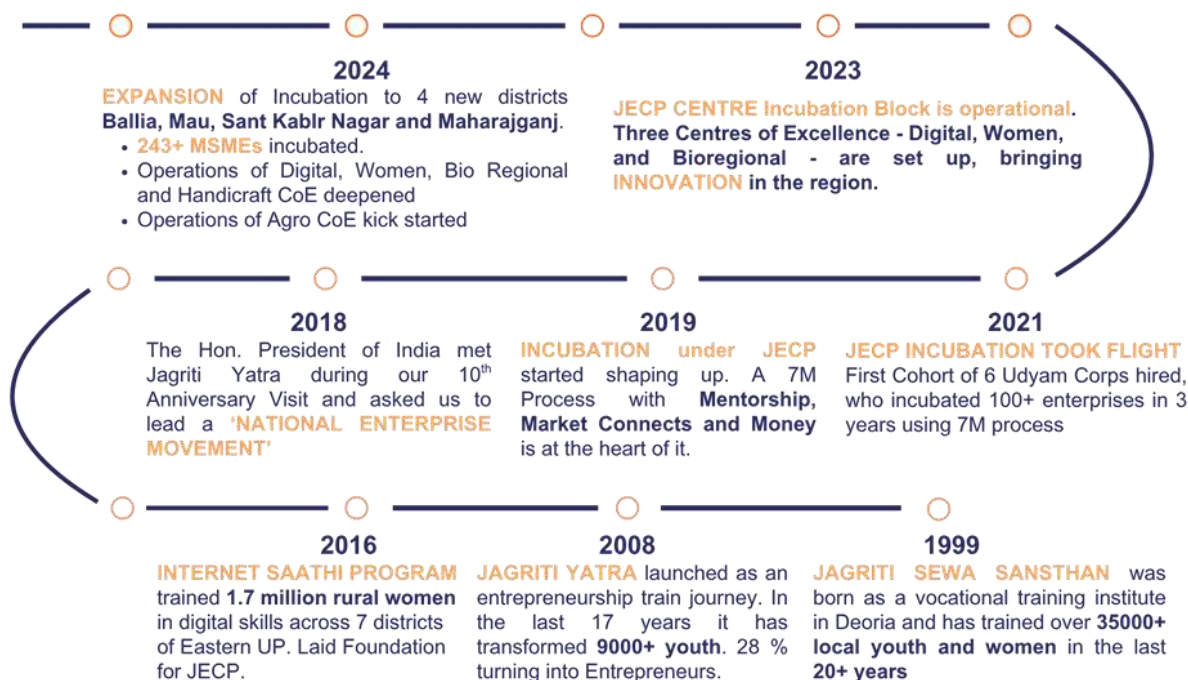 2024
EXPANSION of Incubation to 4 new districts
Ballia, Mau, Sant Kablr Nagar and Maharajganj.
• 243+ MSMEs incubated.
• Operations of Digital, Women, Bio Regional
and Handicraft CoE deepened
• Operations of Agro CoE kick started
2023
JECP CENTRE Incubation Block is operational.
Three Centres of Excellence - Digital, Women,
and Bioregional - are set up, bringing
INNOVATION in the region.
2018
The Hon. President of India met
Jagriti Yatra during our 10th
Anniversary Visit and asked us to
lead a ‘NATIONAL ENTERPRISE
MOVEMENT’
2019
INCUBATION under JECP
started shaping up. A 7M
Process with Mentorship,
Market Connects and Money
is at the heart of it.
2021
JECP INCUBATION TOOK FLIGHT
First Cohort of 6 Udyam Corps hired,
who incubated 100+ enterprises in 3
years using 7M process
2016
INTERNET SAATHI PROGRAM
trained 1.7 million rural women
in digital skills across 7 districts
of Eastern UP. Laid Foundation
for JECP.
2008
JAGRITI YATRA launched as an
entrepreneurship train journey. In
the last 17 years it has
transformed 9000+ youth. 28 %
turning into Entrepreneurs.
1999
JAGRITI SEWA SANSTHAN was
born as a vocational training institute
in Deoria and has trained over 35000+
local youth and women in the last
20+ years